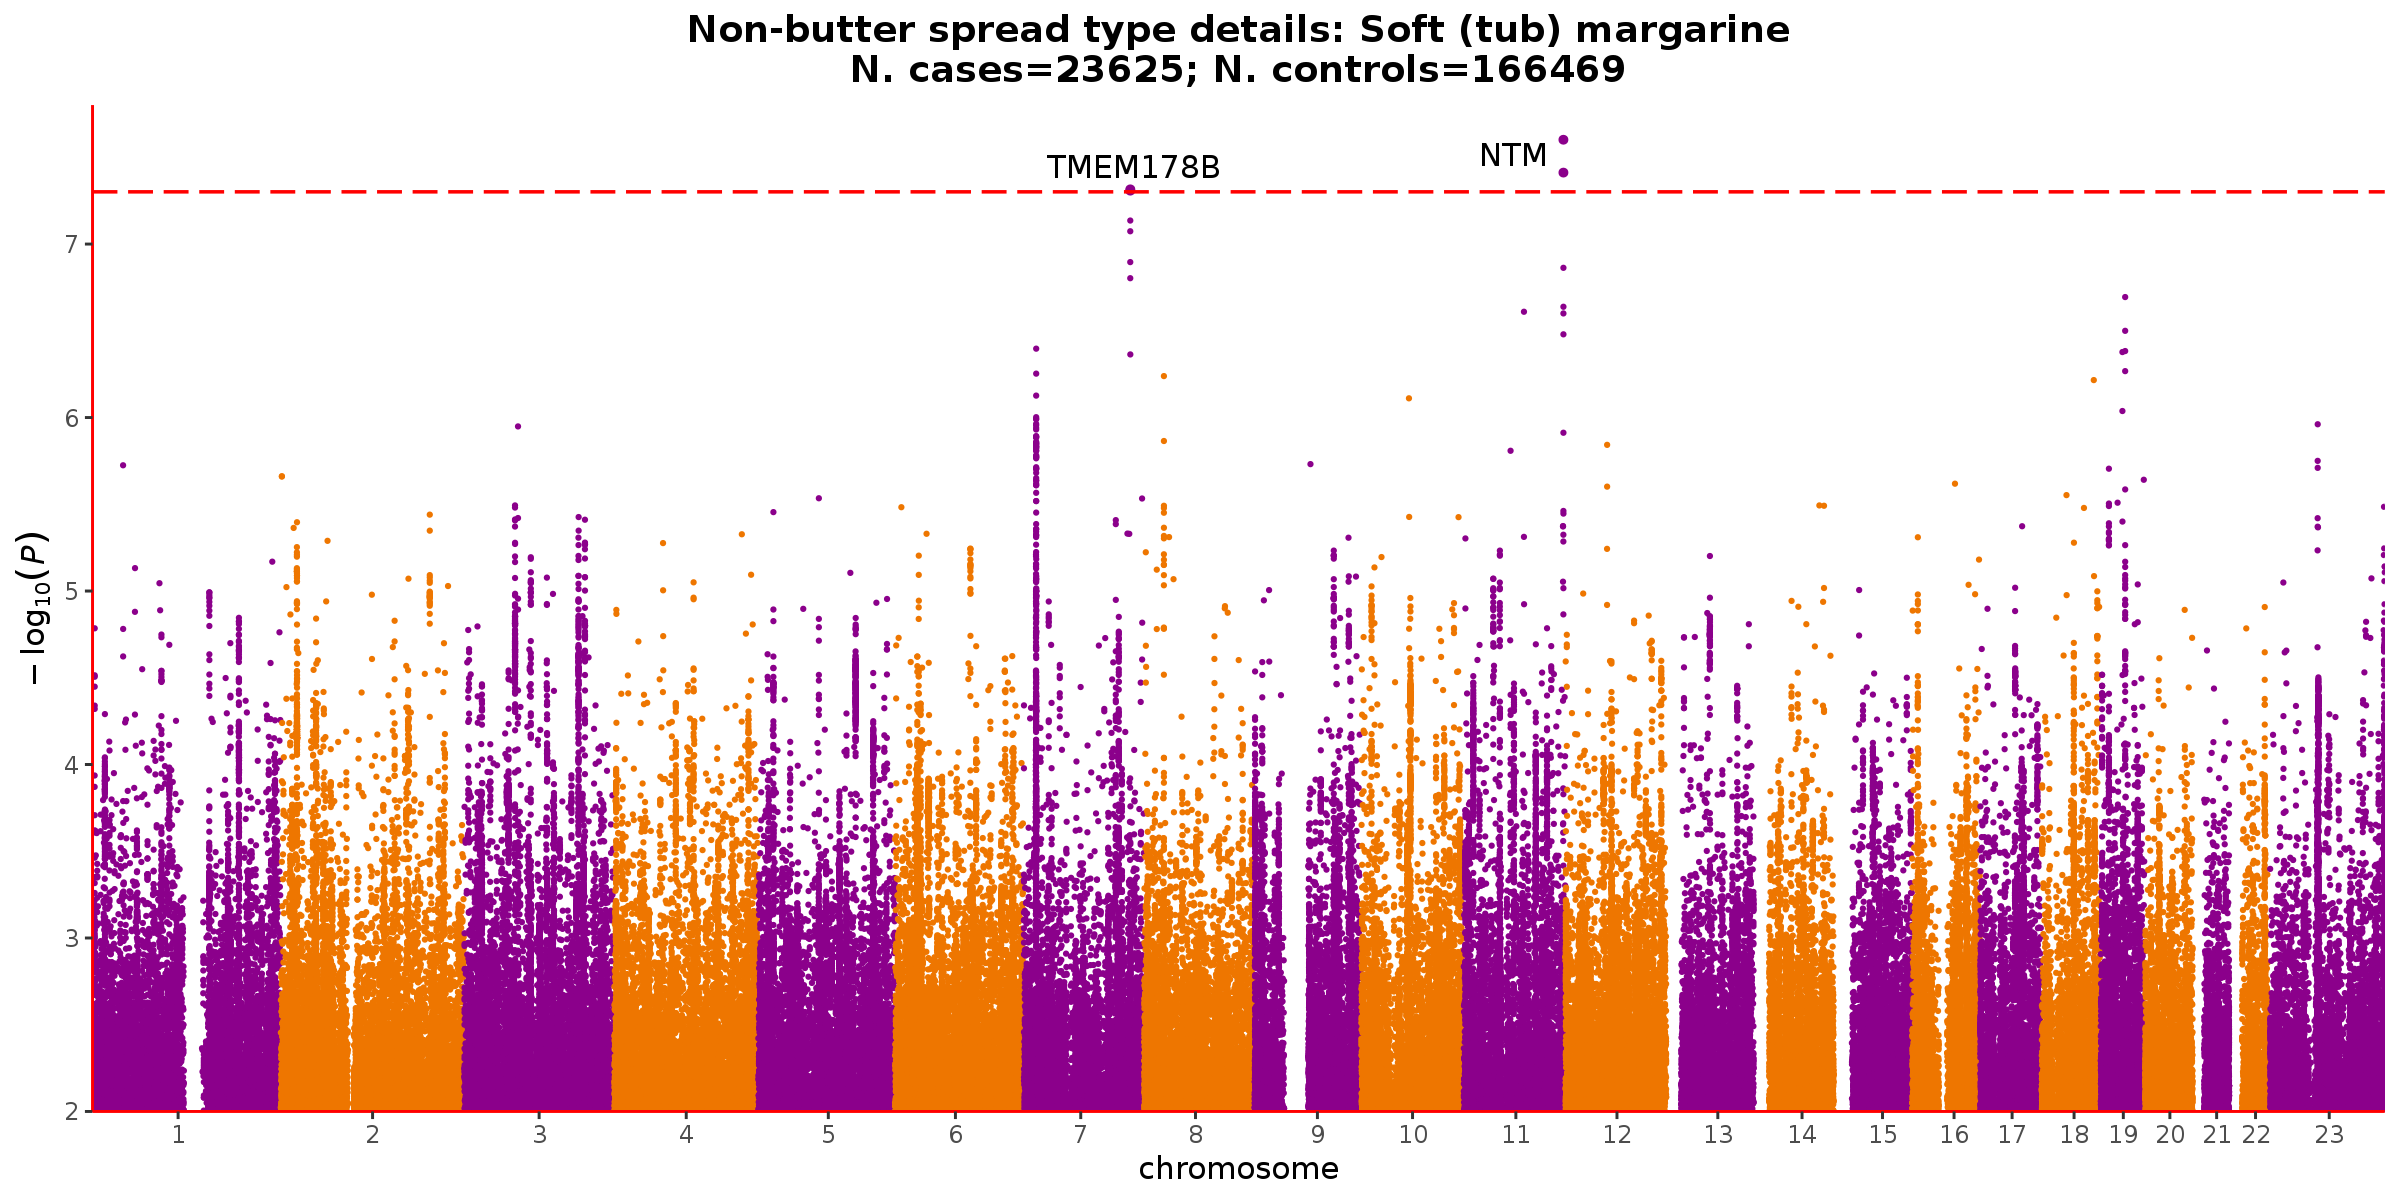 Non-butter spread type details: Soft (tub) margarine
N. cases=23625; N. controls=166469
NTM
TMEM178B
7
6
5
4
3
2
−log₁₀(P)
1 2 3 4 5 6 7 8 9 10 11 12 13 14 15 16 17 18 19 20 21 22 23
chromosome